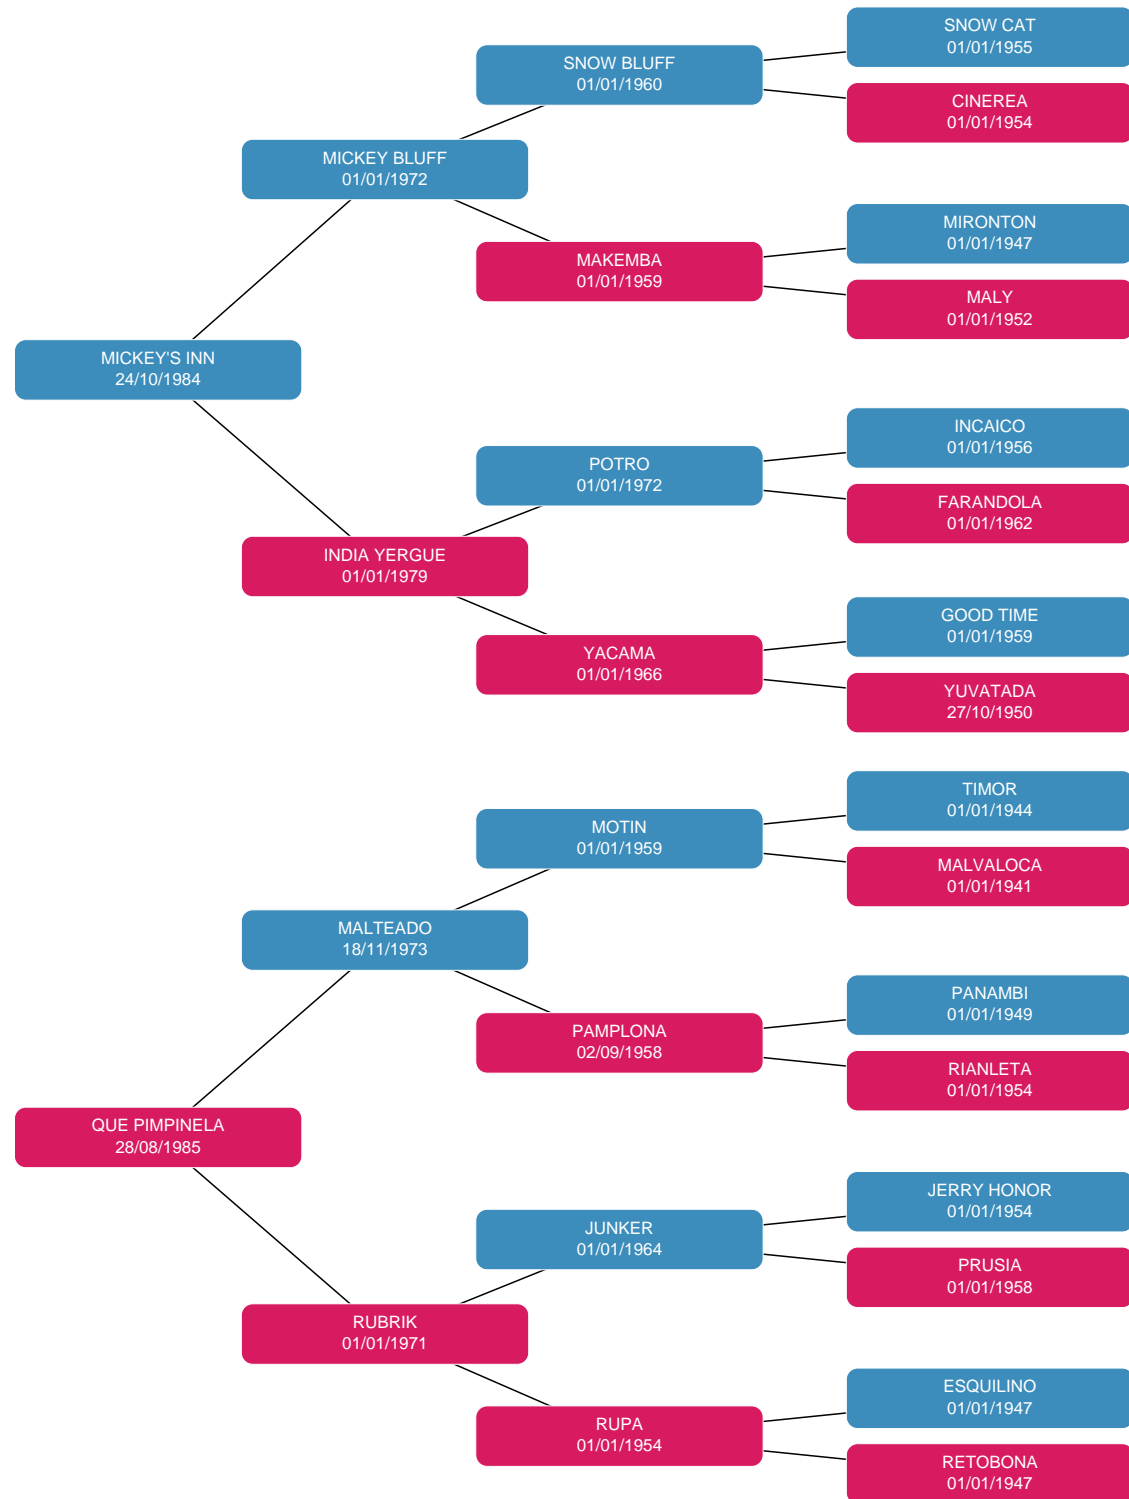 SNOW CAT
01/01/1955
SNOW BLUFF
01/01/1960
CINEREA
01/01/1954
MICKEY BLUFF
01/01/1972
MIRONTON
01/01/1947
MAKEMBA
01/01/1959
MALY
01/01/1952
MICKEY'S INN
24/10/1984
INCAICO
01/01/1956
POTRO
01/01/1972
FARANDOLA
01/01/1962
INDIA YERGUE
01/01/1979
GOOD TIME
01/01/1959
YACAMA
01/01/1966
YUVATADA
27/10/1950
TIMOR
01/01/1944
MOTIN
01/01/1959
MALVALOCA
01/01/1941
MALTEADO
18/11/1973
PANAMBI
01/01/1949
PAMPLONA
02/09/1958
RIANLETA
01/01/1954
QUE PIMPINELA
28/08/1985
JERRY HONOR
01/01/1954
JUNKER
01/01/1964
PRUSIA
01/01/1958
RUBRIK
01/01/1971
ESQUILINO
01/01/1947
RUPA
01/01/1954
RETOBONA
01/01/1947